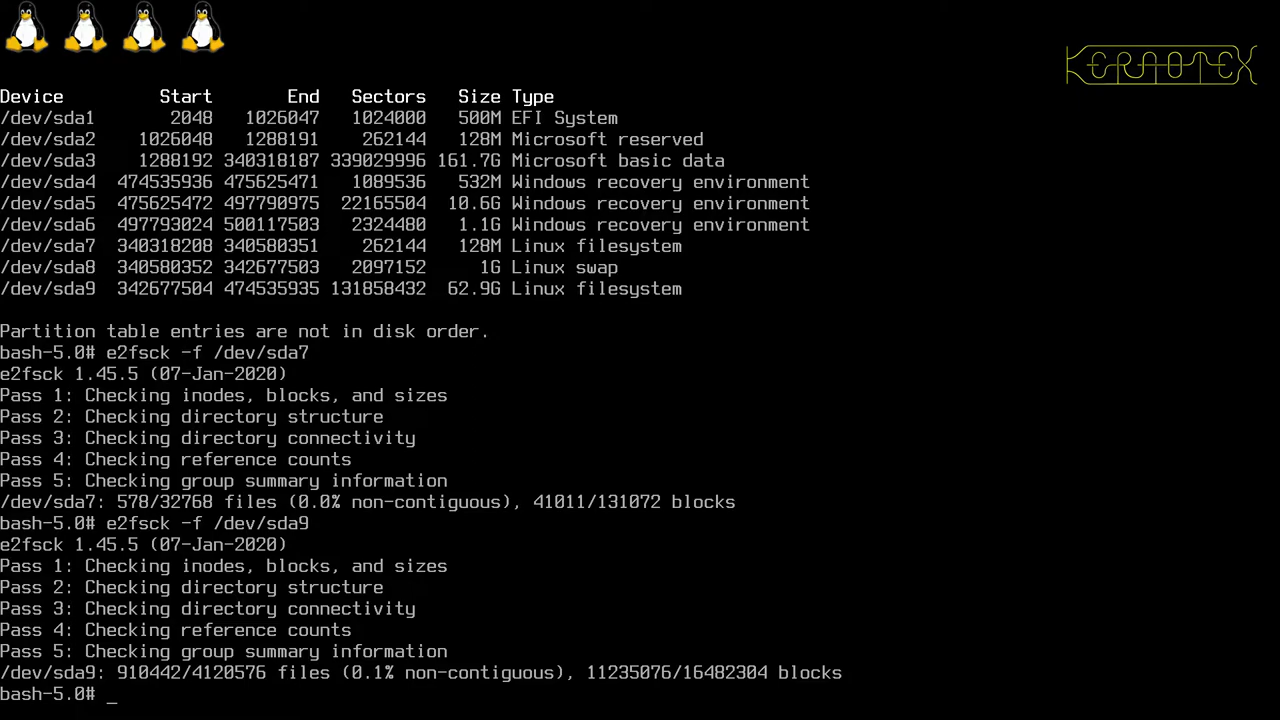 KERNOTEX
Device Start End Sectors Size Type
/dev/sda1 2048 1026047 1024000 500M EFI System
/dev/sda2 1026048 1288191 262144 128M Microsoft reserved
/dev/sda3 1288192 340318187 339029996 161.7G Microsoft basic data
/dev/sda4 474535936 475625471 1089536 532M Windows recovery environment
/dev/sda5 475625472 497790975 22165504 10.6G Windows recovery environment
/dev/sda6 497793024 500117503 2324480 1.1G Windows recovery environment
/dev/sda7 340318208 340580351 262144 128M Linux filesystem
/dev/sda8 340580352 342677503 2097152 1G Linux swap
/dev/sda9 342677504 474535935 131858432 62.9G Linux filesystem
Partition table entries are not in disk order.
bash-5.0# e2fsck -f /dev/sda7
e2fsck 1.45.5 (07-Jan-2020)
Pass 1: Checking inodes, blocks, and sizes
Pass 2: Checking directory structure
Pass 3: Checking directory connectivity
Pass 4: Checking reference counts
Pass 5: Checking group summary information
/dev/sda7: 578/32768 files (0.0% non-contiguous), 41011/131072 blocks
bash-5.0# e2fsck -f /dev/sda9
e2fsck 1.45.5 (07-Jan-2020)
Pass 1: Checking inodes, blocks, and sizes
Pass 2: Checking directory structure
Pass 3: Checking directory connectivity
Pass 4: Checking reference counts
Pass 5: Checking group summary information
/dev/sda9: 910442/4120576 files (0.1% non-contiguous), 11235076/16482304 blocks
bash-5.0# _